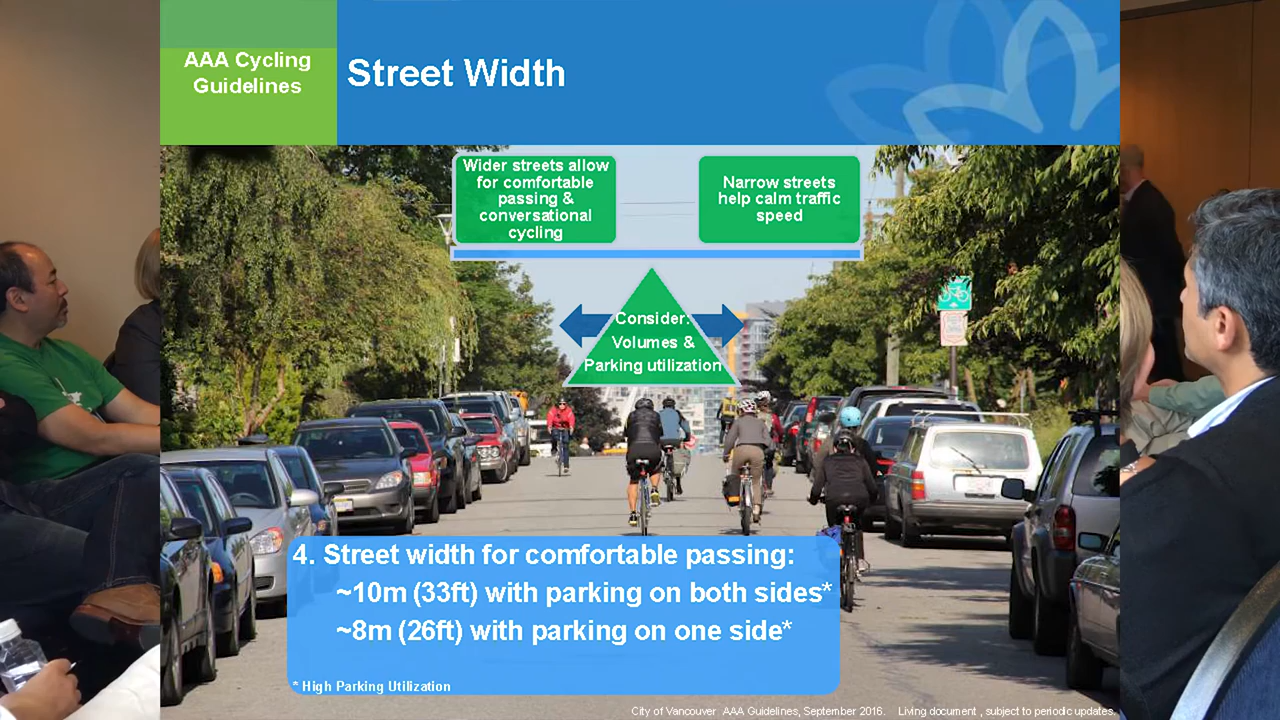 AAA Cycling
Guidelines
Street Width
Wider streets allow
for comfortable
passing &
conversational
cycling
Narrow streets
help calm traffic
speed
Consider:
Volumes &
Parking utilization
4. Street width for comfortable passing:
~10m (33ft) with parking on both sides*
~8m (26ft) with parking on one side*
* High Parking Utilization
City of Vancouver AAA Guidelines, September 2016. Living document , subject to periodic updates.